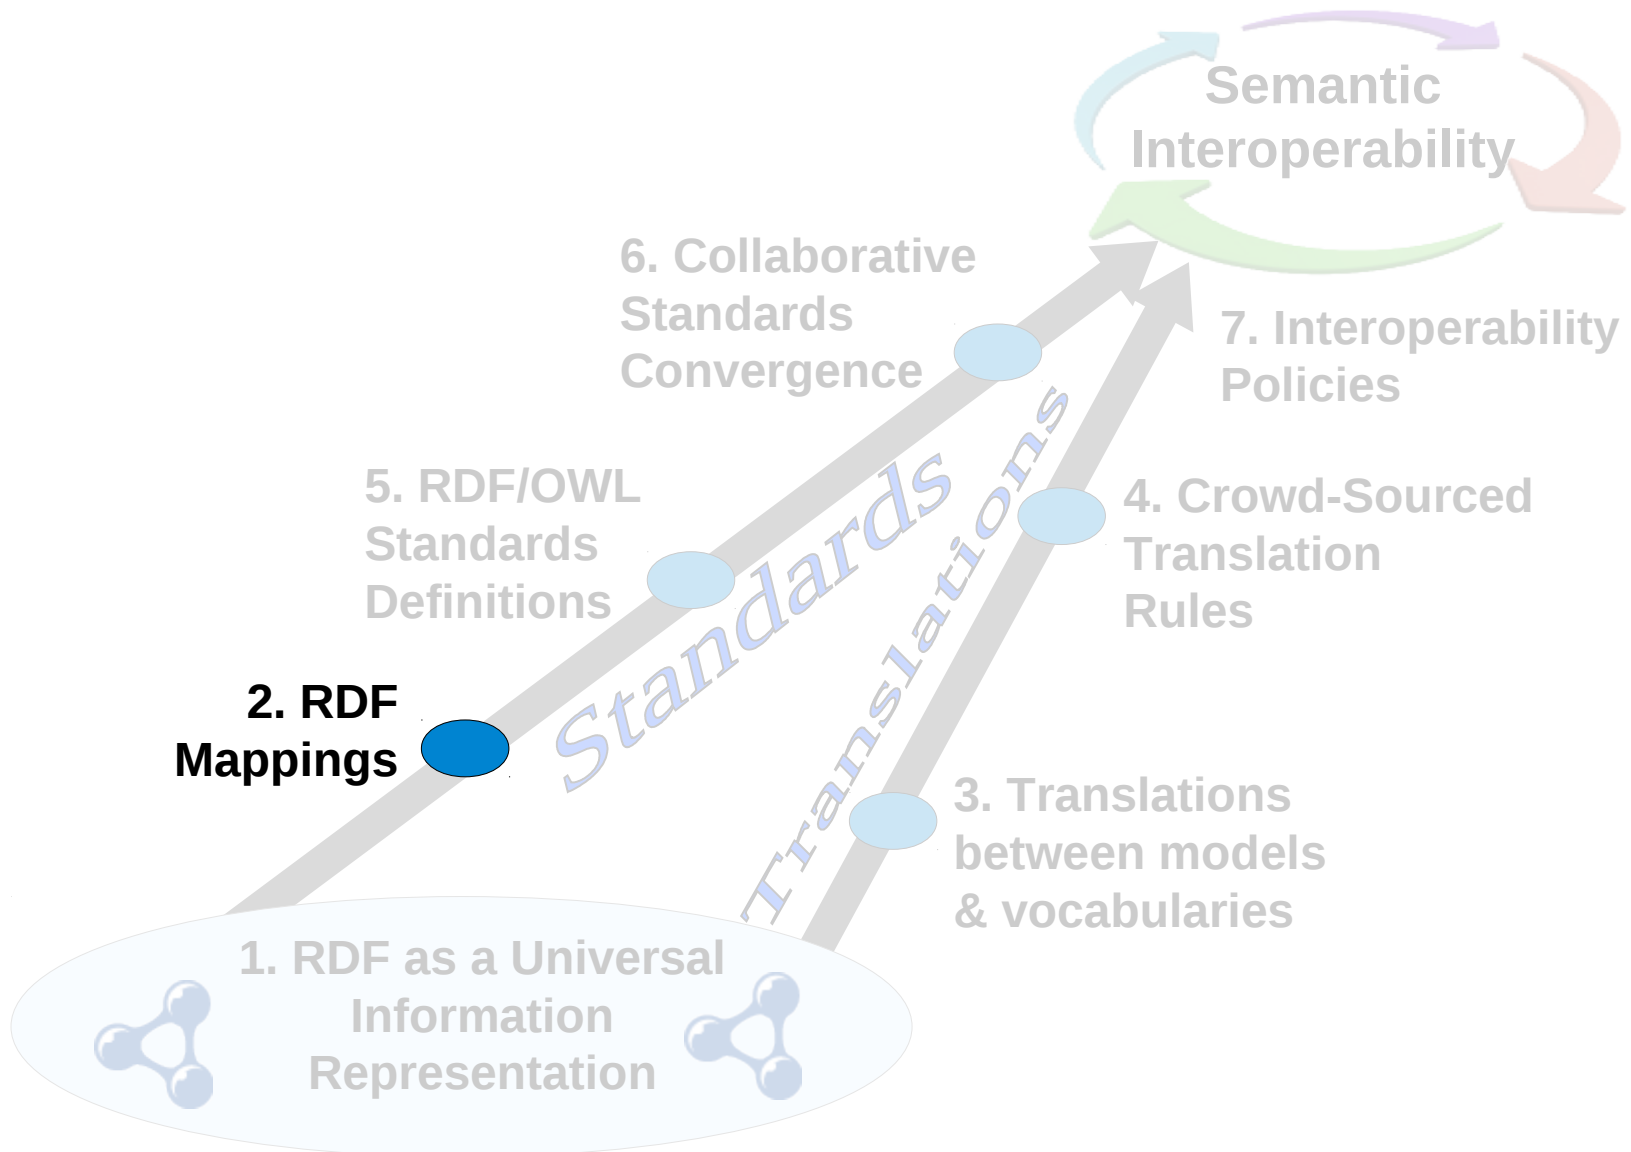 Semantic
Interoperability
6. Collaborative
Standards
Convergence
7. Interoperability
Policies
5. RDF/OWL
Standards
Definitions
4. Crowd-Sourced
Translation
Rules
Standards
Translations
2. RDF
Mappings
3. Translations
between models
& vocabularies
1. RDF as a Universal
Information
Representation